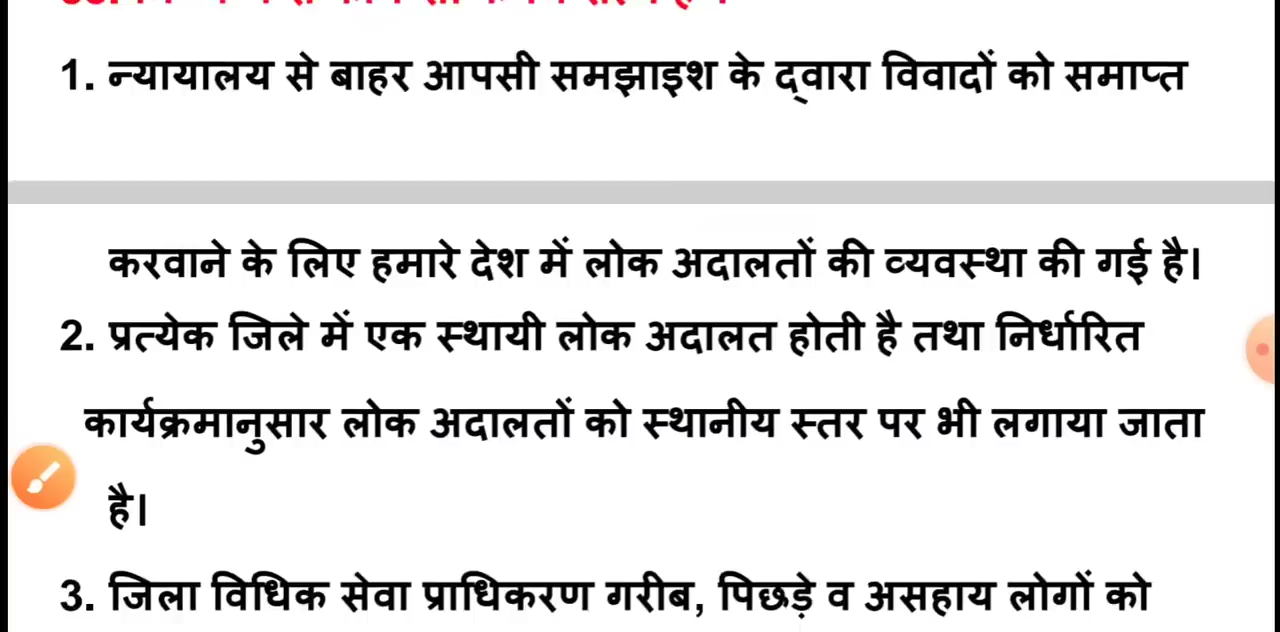 1. न्यायालय से बाहर आपसी समझाइश के द्वारा विवादों को समाप्त
करवाने के लिए हमारे देश में लोक अदालतों की व्यवस्था की गई है।
2. प्रत्येक जिले में एक स्थायी लोक अदालत होती है तथा निर्धारित
कार्यक्रमानुसार लोक अदालतों को स्थानीय स्तर पर भी लगाया जाता
है।
3. जिला विधिक सेवा प्राधिकरण गरीब, पिछड़े व असहाय लोगों को